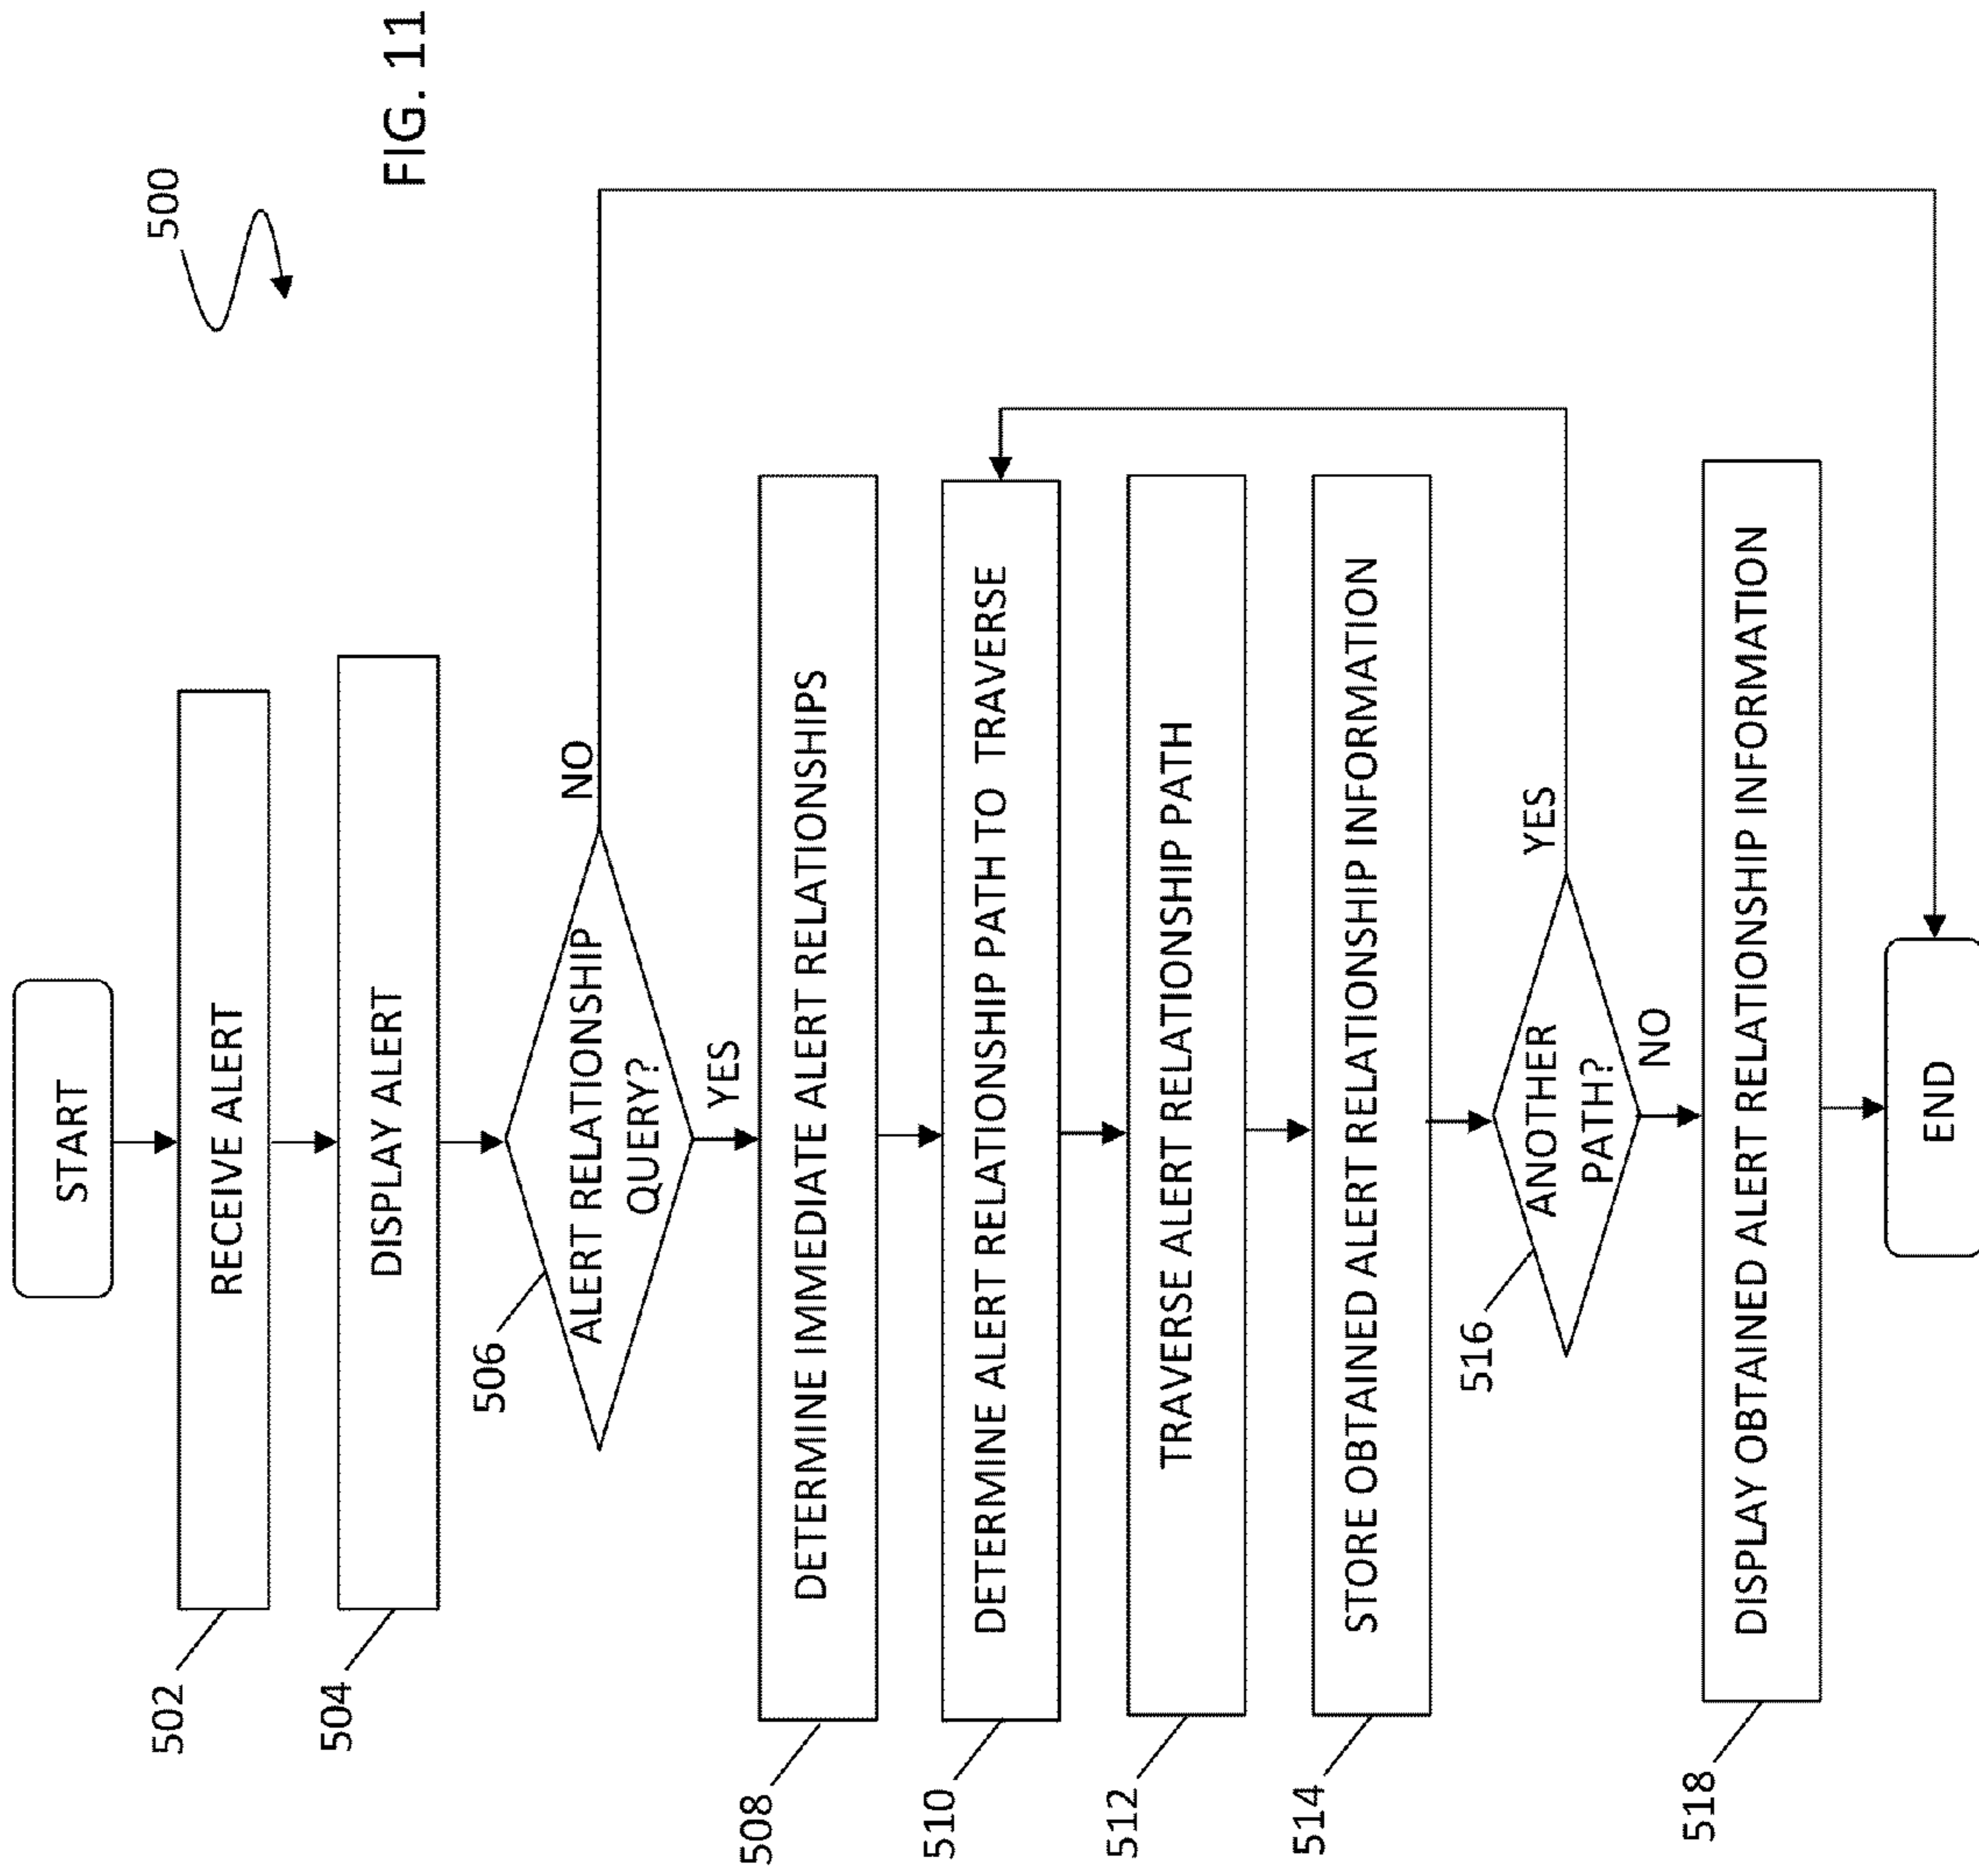 FIG. 11
500
START
502
RECEIVE ALERT
504
DISPLAY ALERT
506
ALERT RELATIONSHIP
QUERY?
NO
YES
508
DETERMINE IMMEDIATE ALERT RELATIONSHIPS
510
DETERMINE ALERT RELATIONSHIP PATH TO TRAVERSE
512
TRAVERSE ALERT RELATIONSHIP PATH
514
STORE OBTAINED ALERT RELATIONSHIP INFORMATION
516
ANOTHER
PATH?
YES
NO
518
DISPLAY OBTAINED ALERT RELATIONSHIP INFORMATION
END